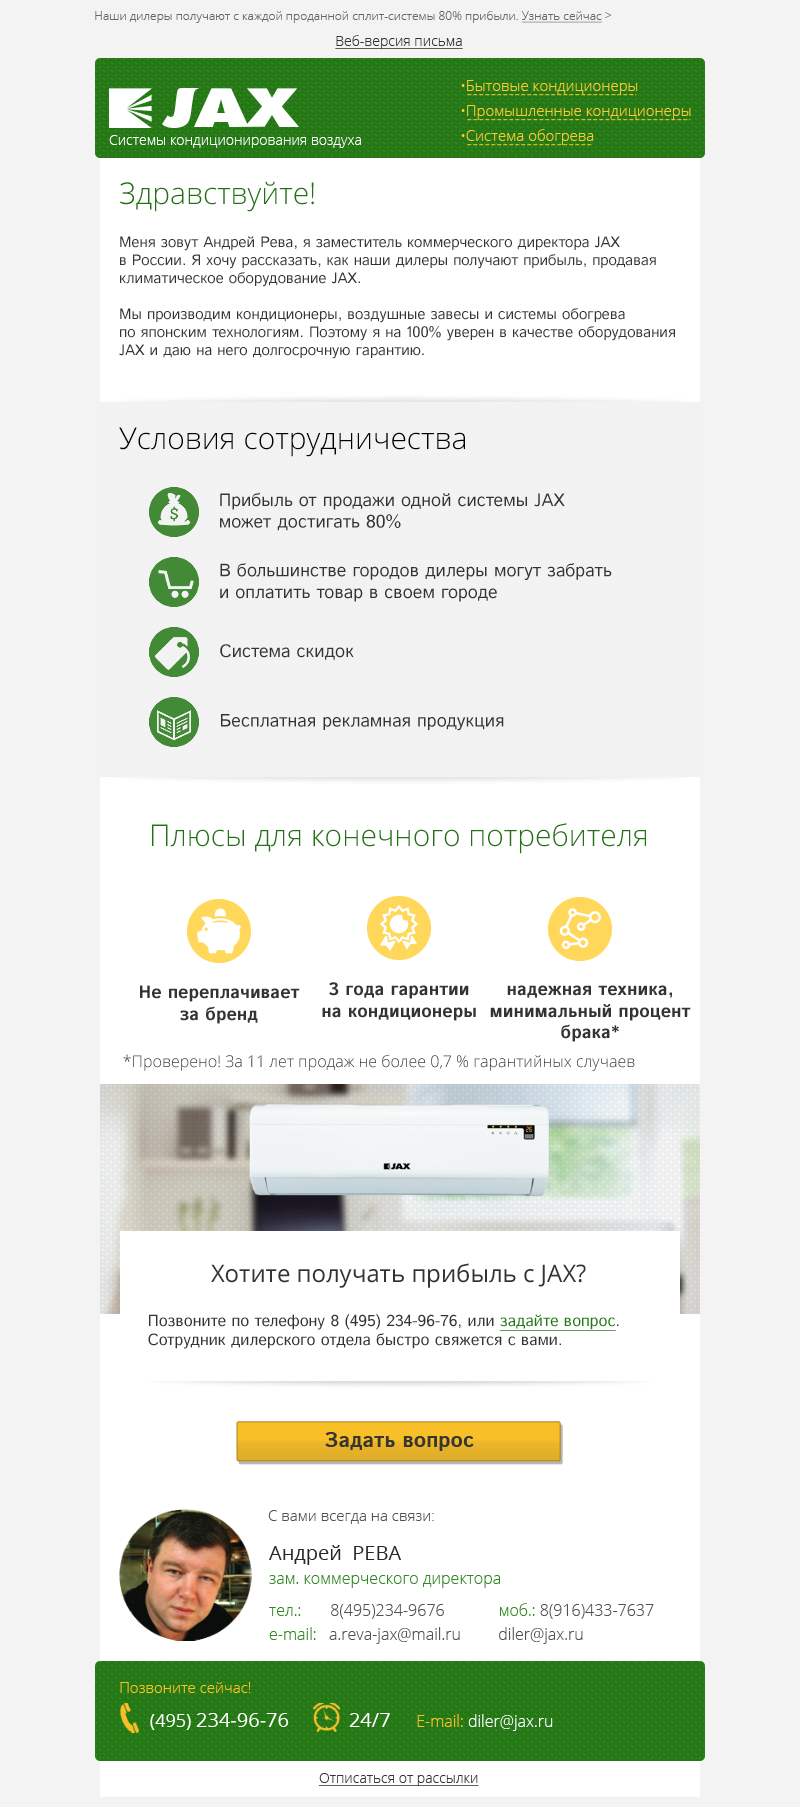 Наши дилеры получают с каждой проданной сплит-системы 80% прибыли. Узнать сейчас >
Веб-версия письма
JAX
Системы кондиционирования воздуха
•Бытовые кондиционеры
•Промышленные кондиционеры
•Система обогрева
Здравствуйте!
Меня зовут Андрей Рева, я заместитель коммерческого директора JAX
в России. Я хочу рассказать, как наши дилеры получают прибыль, продавая
климатическое оборудование JAX.
Мы производим кондиционеры, воздушные завесы и системы обогрева
по японским технологиям. Поэтому я на 100% уверен в качестве оборудования
JAX и даю на него долгосрочную гарантию.
Условия сотрудничества
Прибыль от продажи одной системы JAX
может достигать 80%
В большинстве городов дилеры могут забрать
и оплатить товар в своем городе
Система скидок
Бесплатная рекламная продукция
Плюсы для конечного потребителя
Не переплачивает
за бренд
3 года гарантии
на кондиционеры
надежная техника,
минимальный процент
брака*
*Проверено! За 11 лет продаж не более 0,7 % гарантийных случаев
JAX
Хотите получать прибыль с JAX?
Позвоните по телефону 8 (495) 234-96-76, или задайте вопрос.
Сотрудник дилерского отдела быстро свяжется с вами.
Задать вопрос
С вами всегда на связи:
Андрей РЕВА
зам. коммерческого директора
тел.: 8(495)234-9676 моб.: 8(916)433-7637
e-mail: a.reva-jax@mail.ru diler@jax.ru
Позвоните сейчас!
(495) 234-96-76 24/7 E-mail: diler@jax.ru
Отписаться от рассылки